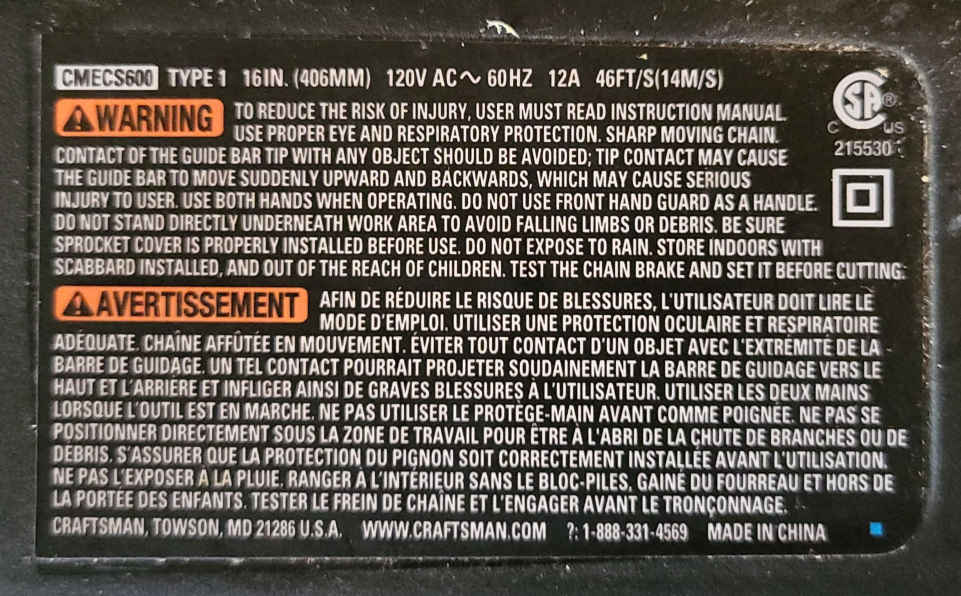 CMECS600 TYPE 1 16IN. (406MM) 120V AC∿ 60HZ 12A 46FT/S(14M/S)
⚠WARNING TO REDUCE THE RISK OF INJURY, USER MUST READ INSTRUCTION MANUAL.
USE PROPER EYE AND RESPIRATORY PROTECTION. SHARP MOVING CHAIN.
CONTACT OF THE GUIDE BAR TIP WITH ANY OBJECT SHOULD BE AVOIDED; TIP CONTACT MAY CAUSE
THE GUIDE BAR TO MOVE SUDDENLY UPWARD AND BACKWARDS, WHICH MAY CAUSE SERIOUS
INJURY TO USER. USE BOTH HANDS WHEN OPERATING. DO NOT USE FRONT HAND GUARD AS A HANDLE.
DO NOT STAND DIRECTLY UNDERNEATH WORK AREA TO AVOID FALLING LIMBS OR DEBRIS. BE SURE
SPROCKET COVER IS PROPERLY INSTALLED BEFORE USE. DO NOT EXPOSE TO RAIN. STORE INDOORS WITH
SCABBARD INSTALLED, AND OUT OF THE REACH OF CHILDREN. TEST THE CHAIN BRAKE AND SET IT BEFORE CUTTING.
SA®
C US
215530
⚠AVERTISSEMENT AFIN DE RÉDUIRE LE RISQUE DE BLESSURES, L'UTILISATEUR DOIT LIRE LE
MODE D'EMPLOI. UTILISER UNE PROTECTION OCULAIRE ET RESPIRATOIRE
ADÉQUATE. CHAÎNE AFFÛTÉE EN MOUVEMENT. ÉVITER TOUT CONTACT D'UN OBJET AVEC L'EXTRÉMITÉ DE LA
BARRE DE GUIDAGE. UN TEL CONTACT POURRAIT PROJETER SOUDAINEMENT LA BARRE DE GUIDAGE VERS LE
HAUT ET L'ARRIÈRE ET INFLIGER AINSI DE GRAVES BLESSURES À L'UTILISATEUR. UTILISER LES DEUX MAINS
LORSQUE L'OUTIL EST EN MARCHE. NE PAS UTILISER LE PROTÈGE-MAIN AVANT COMME POIGNÉE. NE PAS SE
POSITIONNER DIRECTEMENT SOUS LA ZONE DE TRAVAIL POUR ÊTRE À L'ABRI DE LA CHUTE DE BRANCHES OU DE
DÉBRIS. S'ASSURER QUE LA PROTECTION DU PIGNON SOIT CORRECTEMENT INSTALLÉE AVANT L'UTILISATION.
NE PAS L'EXPOSER À LA PLUIE. RANGER À L'INTÉRIEUR SANS LE BLOC-PILES, GAINE DU FOURREAU ET HORS DE
LA PORTÉE DES ENFANTS. TESTER LE FREIN DE CHAÎNE ET L'ENGAGER AVANT LE TRONÇONNAGE.
CRAFTSMAN, TOWSON, MD 21286 U.S.A. WWW.CRAFTSMAN.COM ?: 1-888-331-4569 MADE IN CHINA